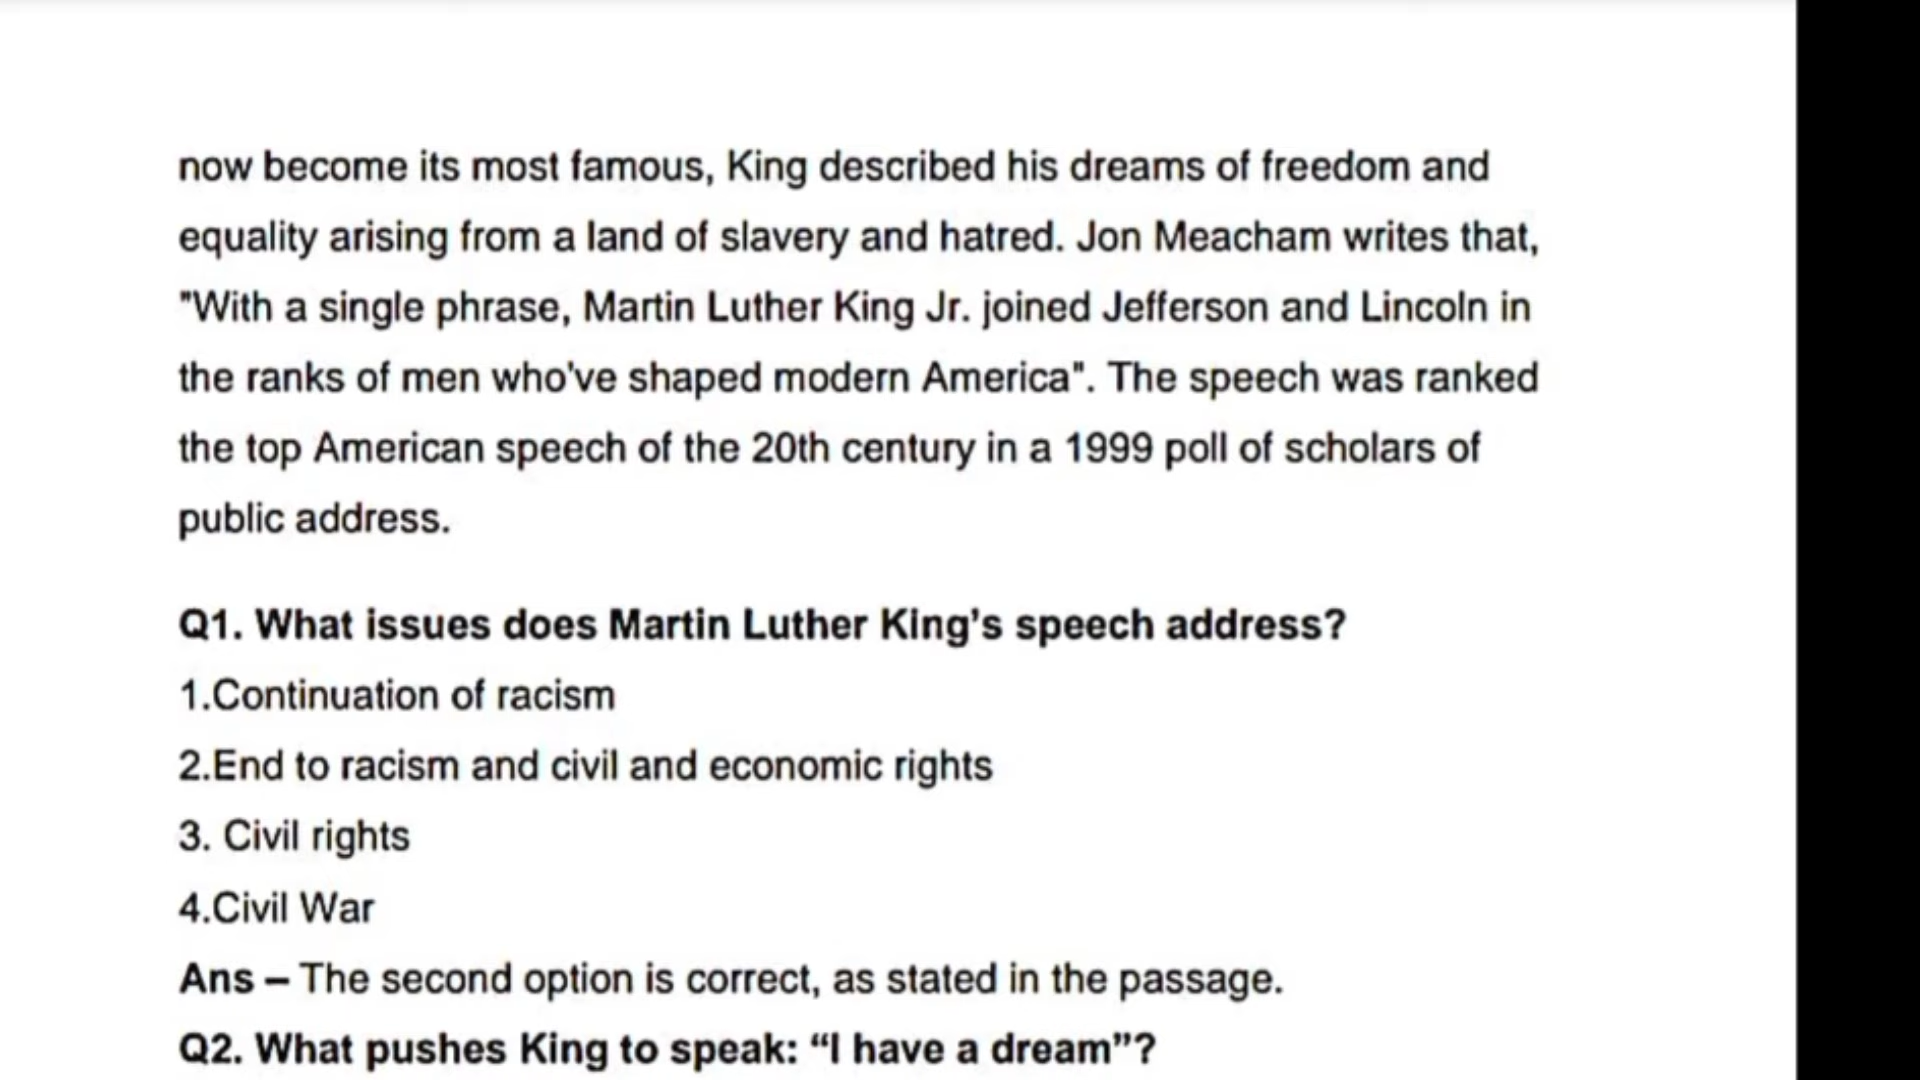 now become its most famous, King described his dreams of freedom and
equality arising from a land of slavery and hatred. Jon Meacham writes that,
"With a single phrase, Martin Luther King Jr. joined Jefferson and Lincoln in
the ranks of men who've shaped modern America". The speech was ranked
the top American speech of the 20th century in a 1999 poll of scholars of
public address.
Q1. What issues does Martin Luther King’s speech address?
1.Continuation of racism
2.End to racism and civil and economic rights
3. Civil rights
4.Civil War
Ans – The second option is correct, as stated in the passage.
Q2. What pushes King to speak: “I have a dream”?